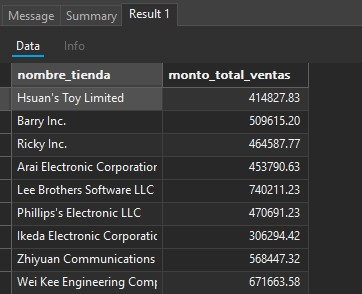 Message Summary Result 1
Data Info
nombre_tienda monto_total_ventas
Hsuan's Toy Limited 414827.83
Barry Inc. 509615.20
Ricky Inc. 464587.77
Arai Electronic Corporation 453790.63
Lee Brothers Software LLC 740211.23
Phillips's Electronic LLC 470691.23
Ikeda Electronic Corporatic 306294.42
Zhiyuan Communications 568447.32
Wei Kee Engineering Comp 671663.58